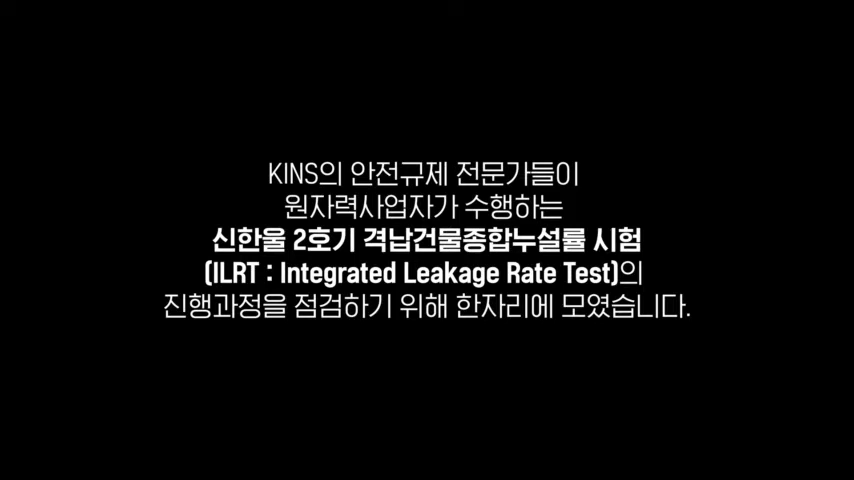 KINS의 안전규제 전문가들이
원자력사업자가 수행하는
신한울 2호기 격납건물종합누설률 시험
(ILRT : Integrated Leakage Rate Test)의
진행과정을 점검하기 위해 한자리에 모였습니다.